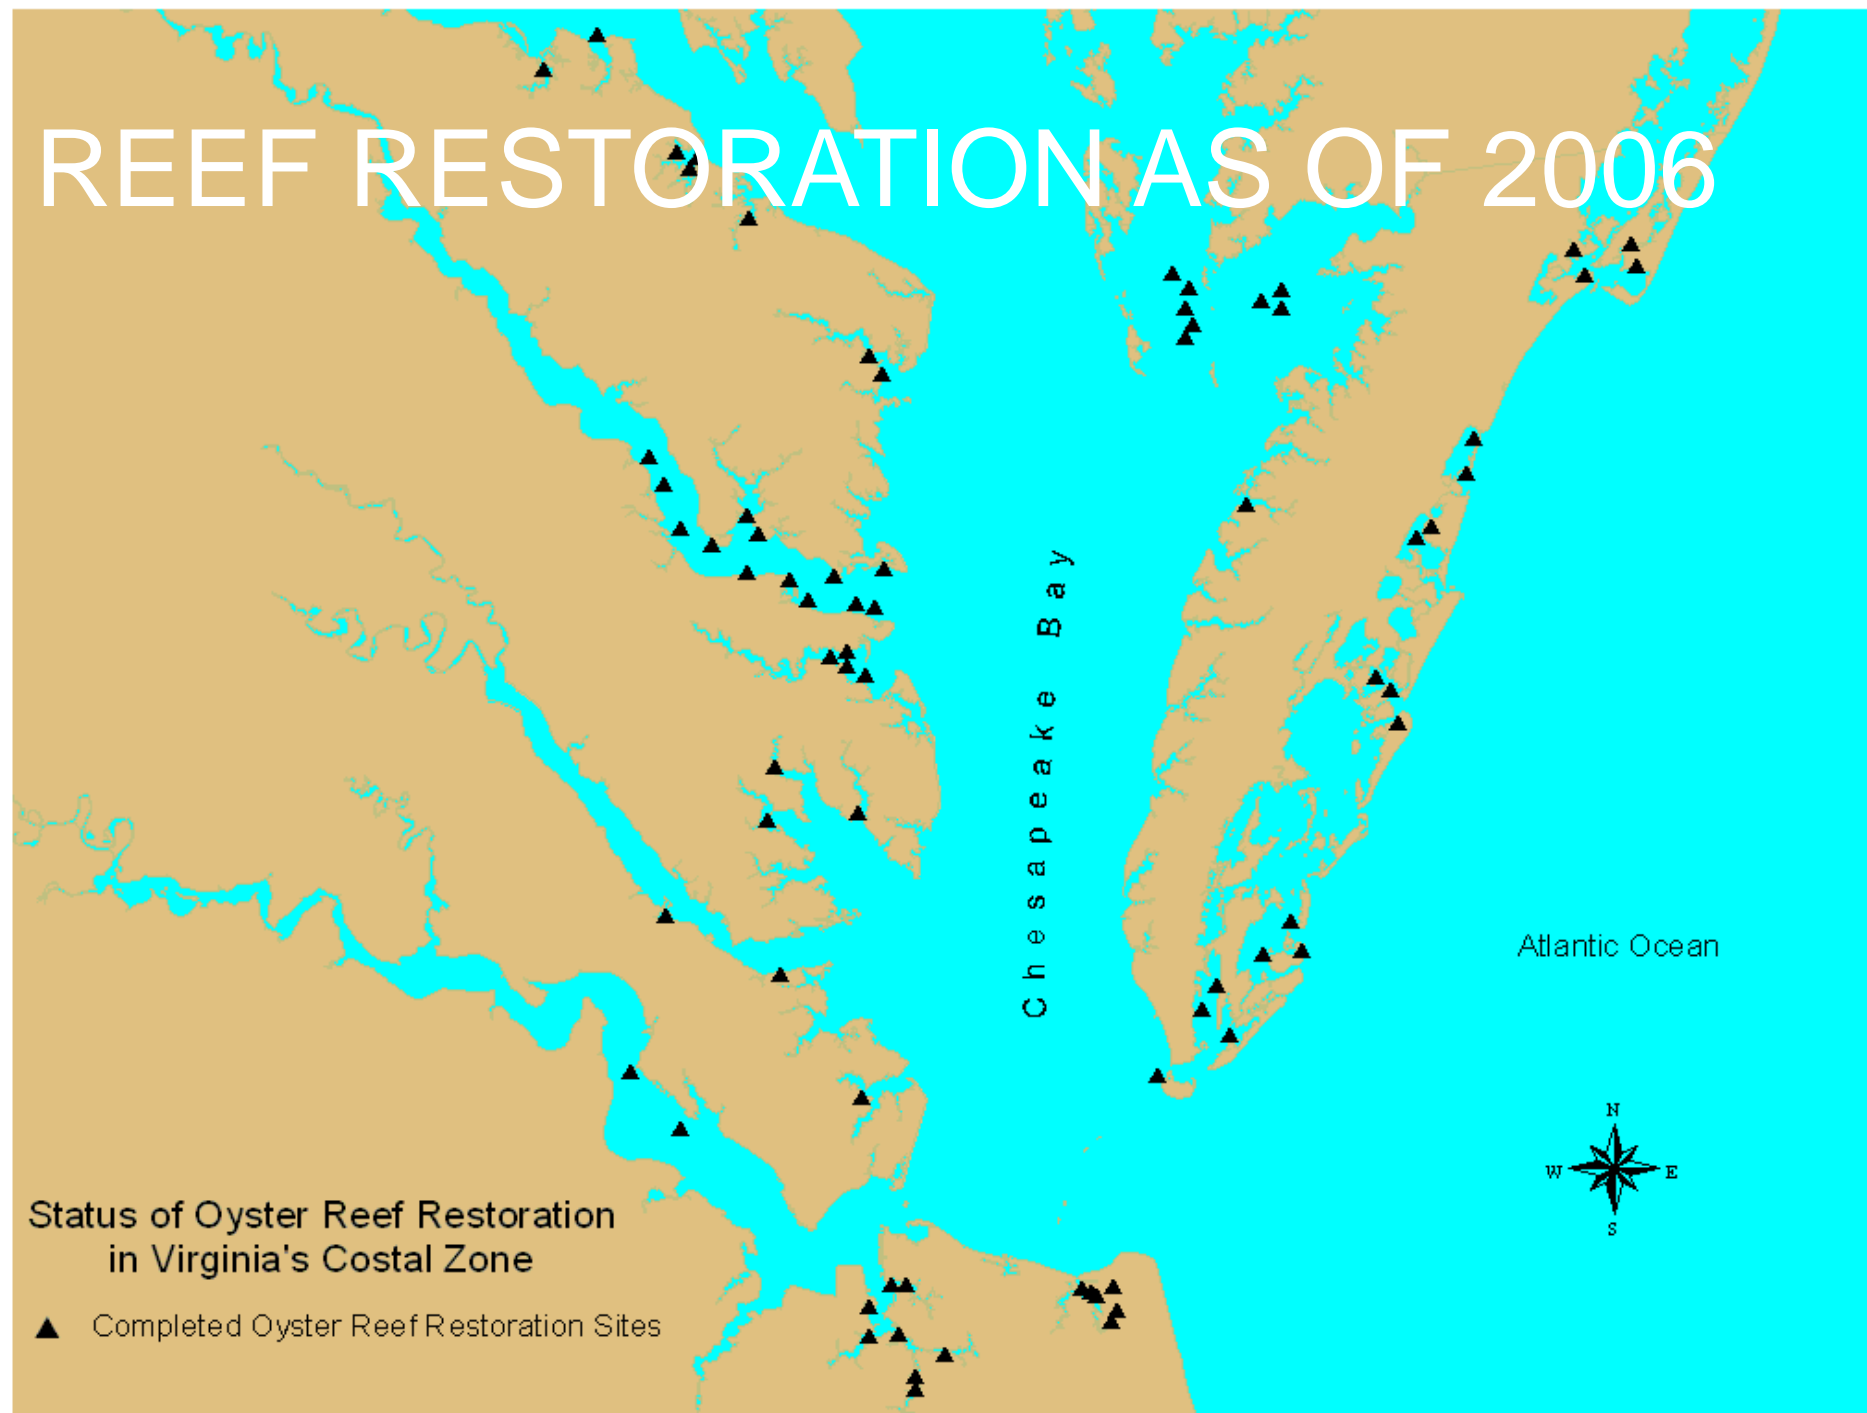 REEF RESTORATION AS OF 2006
Chesapeake Bay
Atlantic Ocean
N
W E
S
Status of Oyster Reef Restoration
in Virginia's Costal Zone
Completed Oyster Reef Restoration Sites